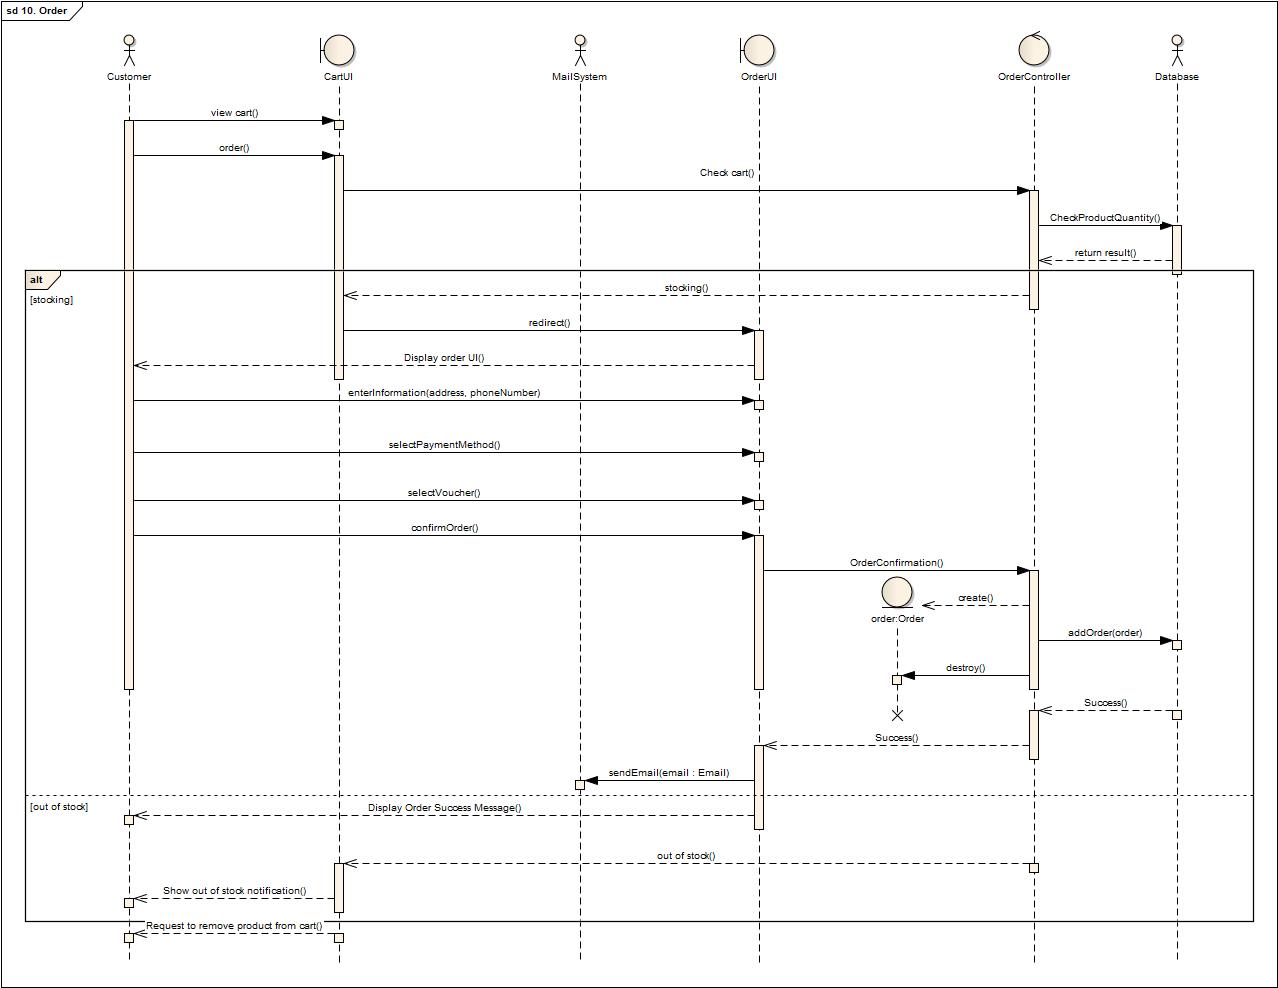 sd 10. Order
Customer
CartUI
MailSystem
OrderUI
OrderController
Database
view cart()
order()
Check cart()
CheckProductQuantity()
return result()
alt
[stocking]
stocking()
redirect()
Display order UI()
enterInformation(address, phoneNumber)
selectPaymentMethod()
selectVoucher()
confirmOrder()
OrderConfirmation()
create()
order:Order
addOrder(order)
destroy()
Success()
Success()
sendEmail(email : Email)
[out of stock]
Display Order Success Message()
out of stock()
Show out of stock notification()
Request to remove product from cart()